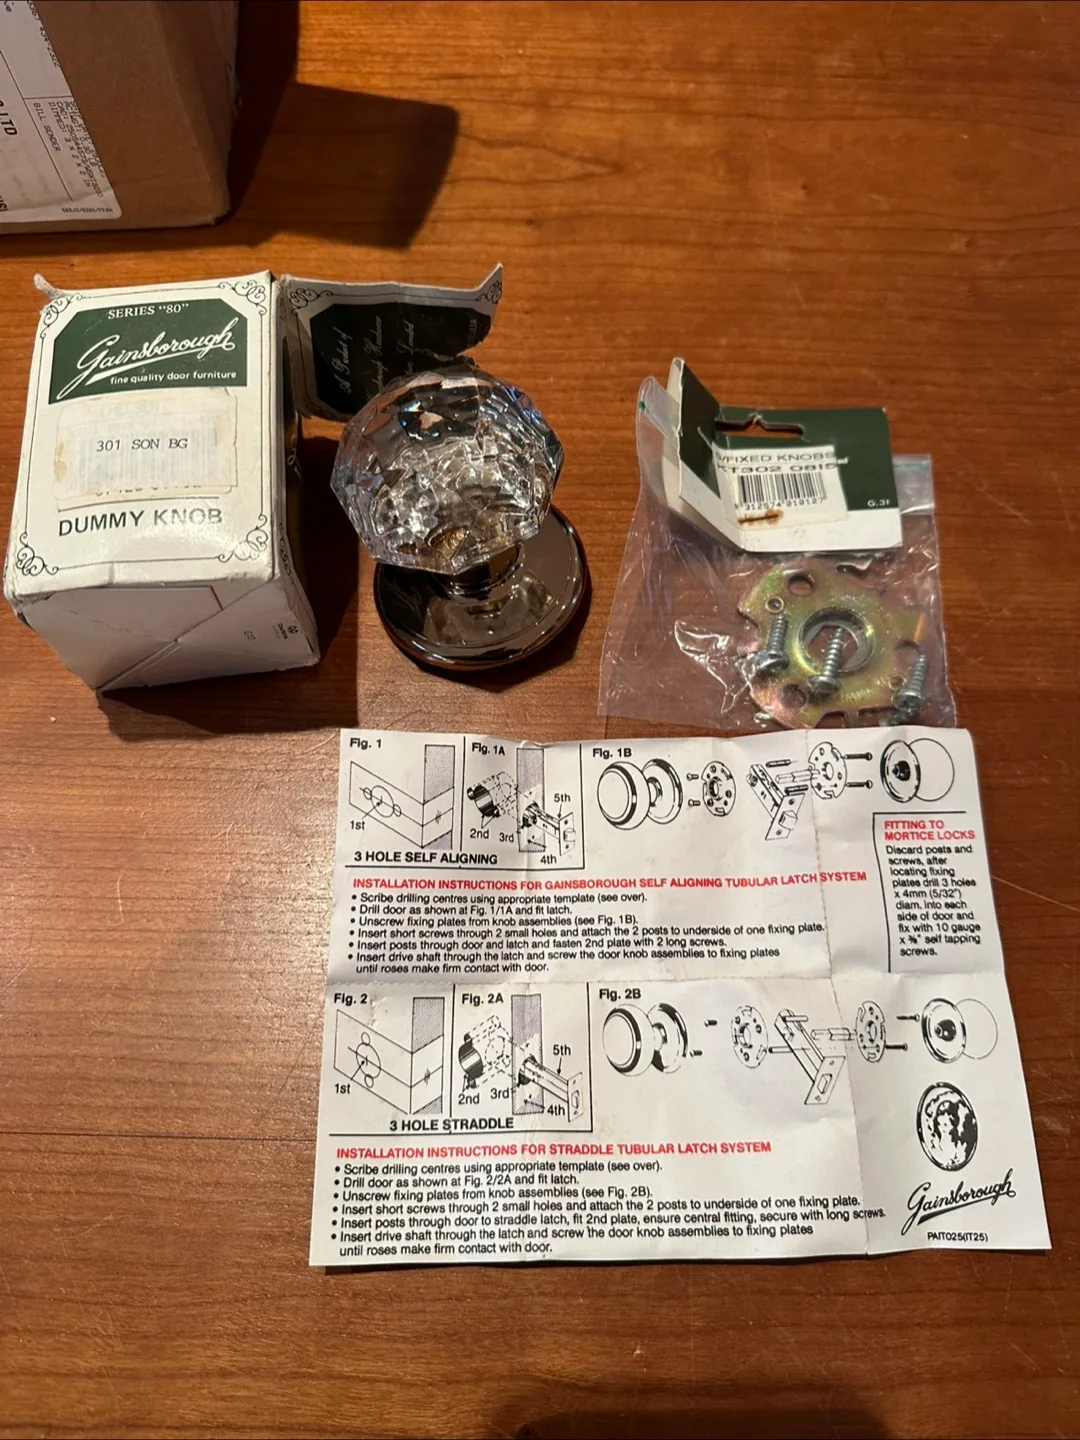 LTD
BILL SENDER
SERIES "80"
Gainsborough
fine quality door furniture
301 SON BG
DUMMY KNOB
A Product of
Limited
/FIXED KNOBS
KT302 0815
9 312574 010127
G.31
Fig. 1
1st
Fig. 1A
2nd
3rd
4th
5th
Fig. 1B
3 HOLE SELF ALIGNING
INSTALLATION INSTRUCTIONS FOR GAINSBOROUGH SELF ALIGNING TUBULAR LATCH SYSTEM
• Scribe drilling centres using appropriate template (see over).
• Drill door as shown at Fig. 1/1A and fit latch.
• Unscrew fixing plates from knob assemblies (see Fig. 1B).
• Insert short screws through 2 small holes and attach the 2 posts to underside of one fixing plate.
• Insert posts through door and latch and fasten 2nd plate with 2 long screws.
• Insert drive shaft through the latch and screw the door knob assemblies to fixing plates
until roses make firm contact with door.
FITTING TO
MORTICE LOCKS
Discard posts and
screws, after
locating fixing
plates drill 3 holes
x 4mm (5/32")
diam. into each
side of door and
fix with 10 gauge
x ⅜" self tapping
screws.
Fig. 2
1st
Fig. 2A
2nd
3rd
4th
5th
Fig. 2B
3 HOLE STRADDLE
INSTALLATION INSTRUCTIONS FOR STRADDLE TUBULAR LATCH SYSTEM
• Scribe drilling centres using appropriate template (see over).
• Drill door as shown at Fig. 2/2A and fit latch.
• Unscrew fixing plates from knob assemblies (see Fig. 2B).
• Insert short screws through 2 small holes and attach the 2 posts to underside of one fixing plate.
• Insert posts through door to straddle latch, fit 2nd plate, ensure central fitting, secure with long screws.
• Insert drive shaft through the latch and screw the door knob assemblies to fixing plates
until roses make firm contact with door.
Gainsborough
PAIT025(IT25)